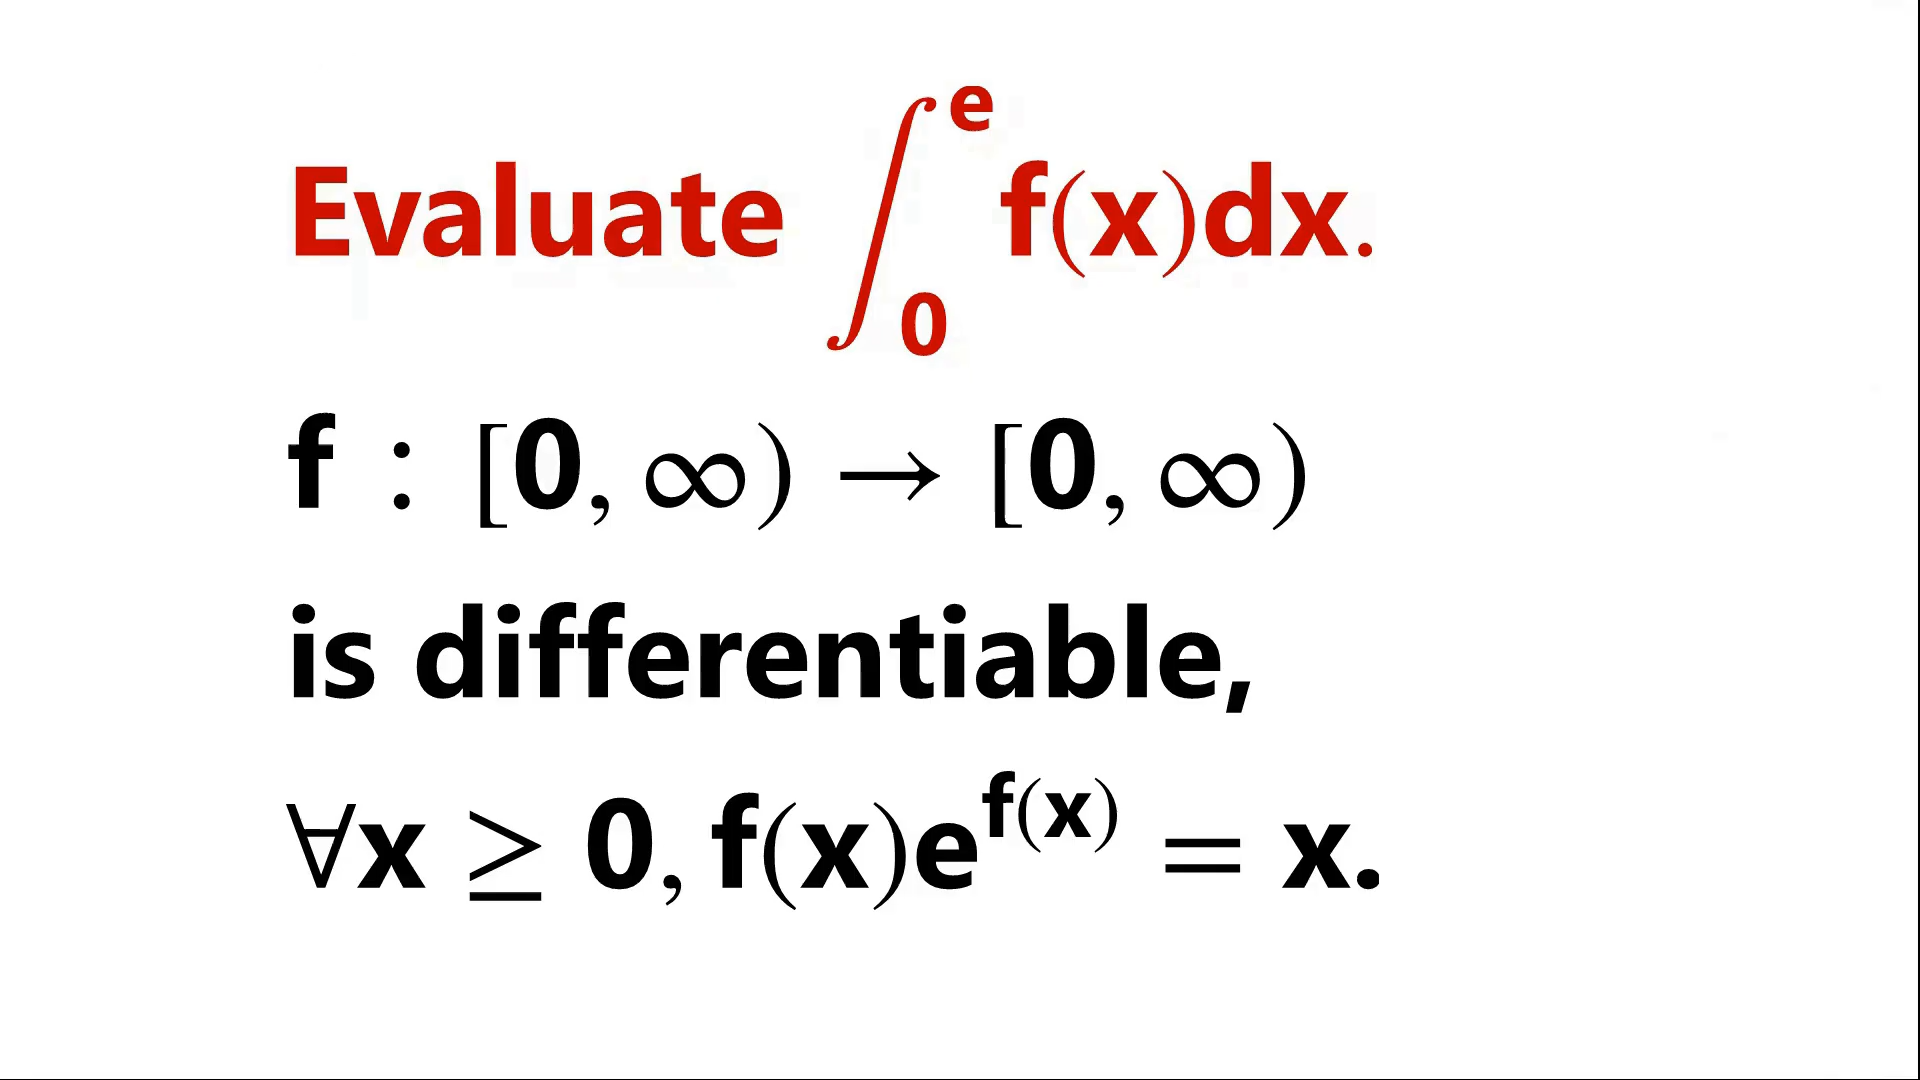 Evaluate ∫₀ᵉ f(x)dx.
f : [0, ∞) → [0, ∞)
is differentiable,
∀x ≥ 0, f(x)e^{f(x)} = x.